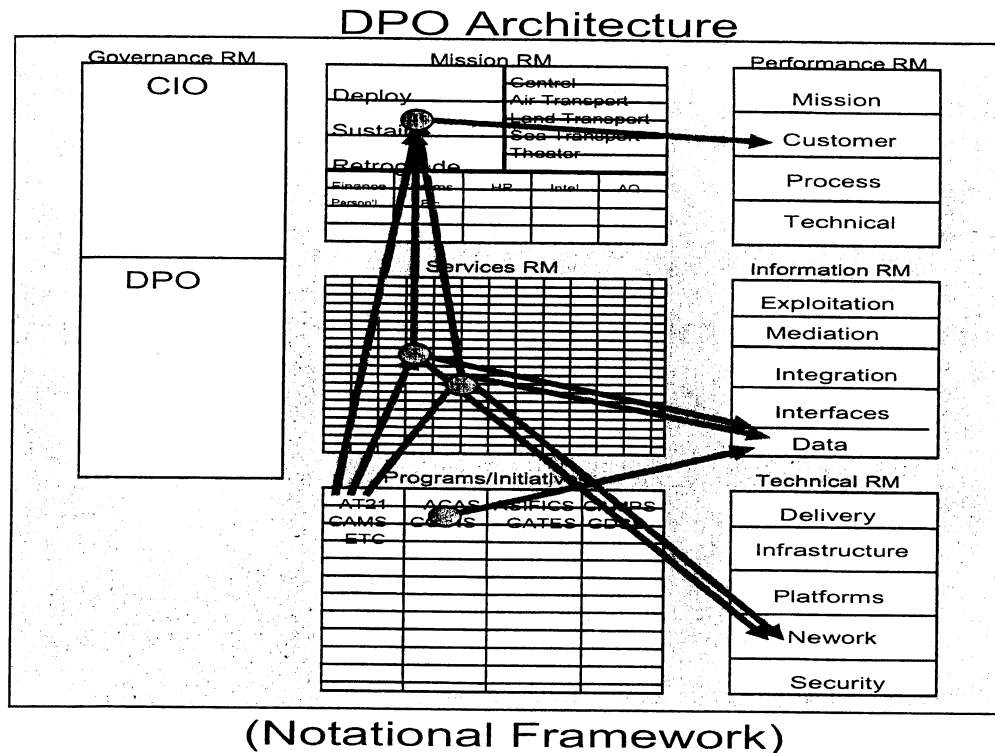 DPO Architecture
Governance RM
CIO
DPO
Mission RM
Deploy
Sustain
Retrograde
Control
Air Transport
Land Transport
Sea Transport
Theater
Finance HR Intel AQ
Person'l
Services RM
Programs/Initiativ
AT21 ACAS
CAMS GATES
ETC
Performance RM
Mission
Customer
Process
Technical
Information RM
Exploitation
Mediation
Integration
Interfaces
Data
Technical RM
Delivery
Infrastructure
Platforms
Nework
Security
(Notational Framework)